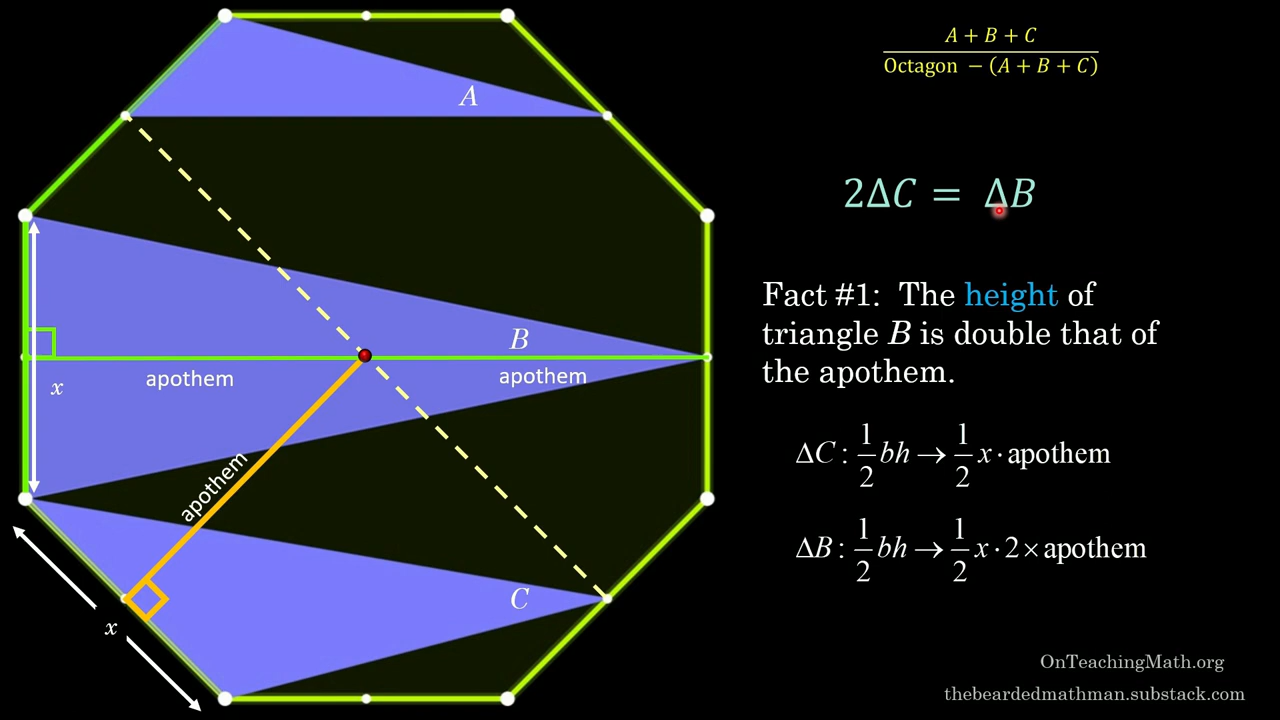 A + B + C
Octagon − (A + B + C)
A
2ΔC = ΔB
Fact #1: The height of
triangle B is double that of
the apothem.
B
apothem
apothem
x
apothem
ΔC : 1/2 bh → 1/2 x · apothem
ΔB : 1/2 bh → 1/2 x · 2 × apothem
C
x
OnTeachingMath.org
thebeardedmathman.substack.com